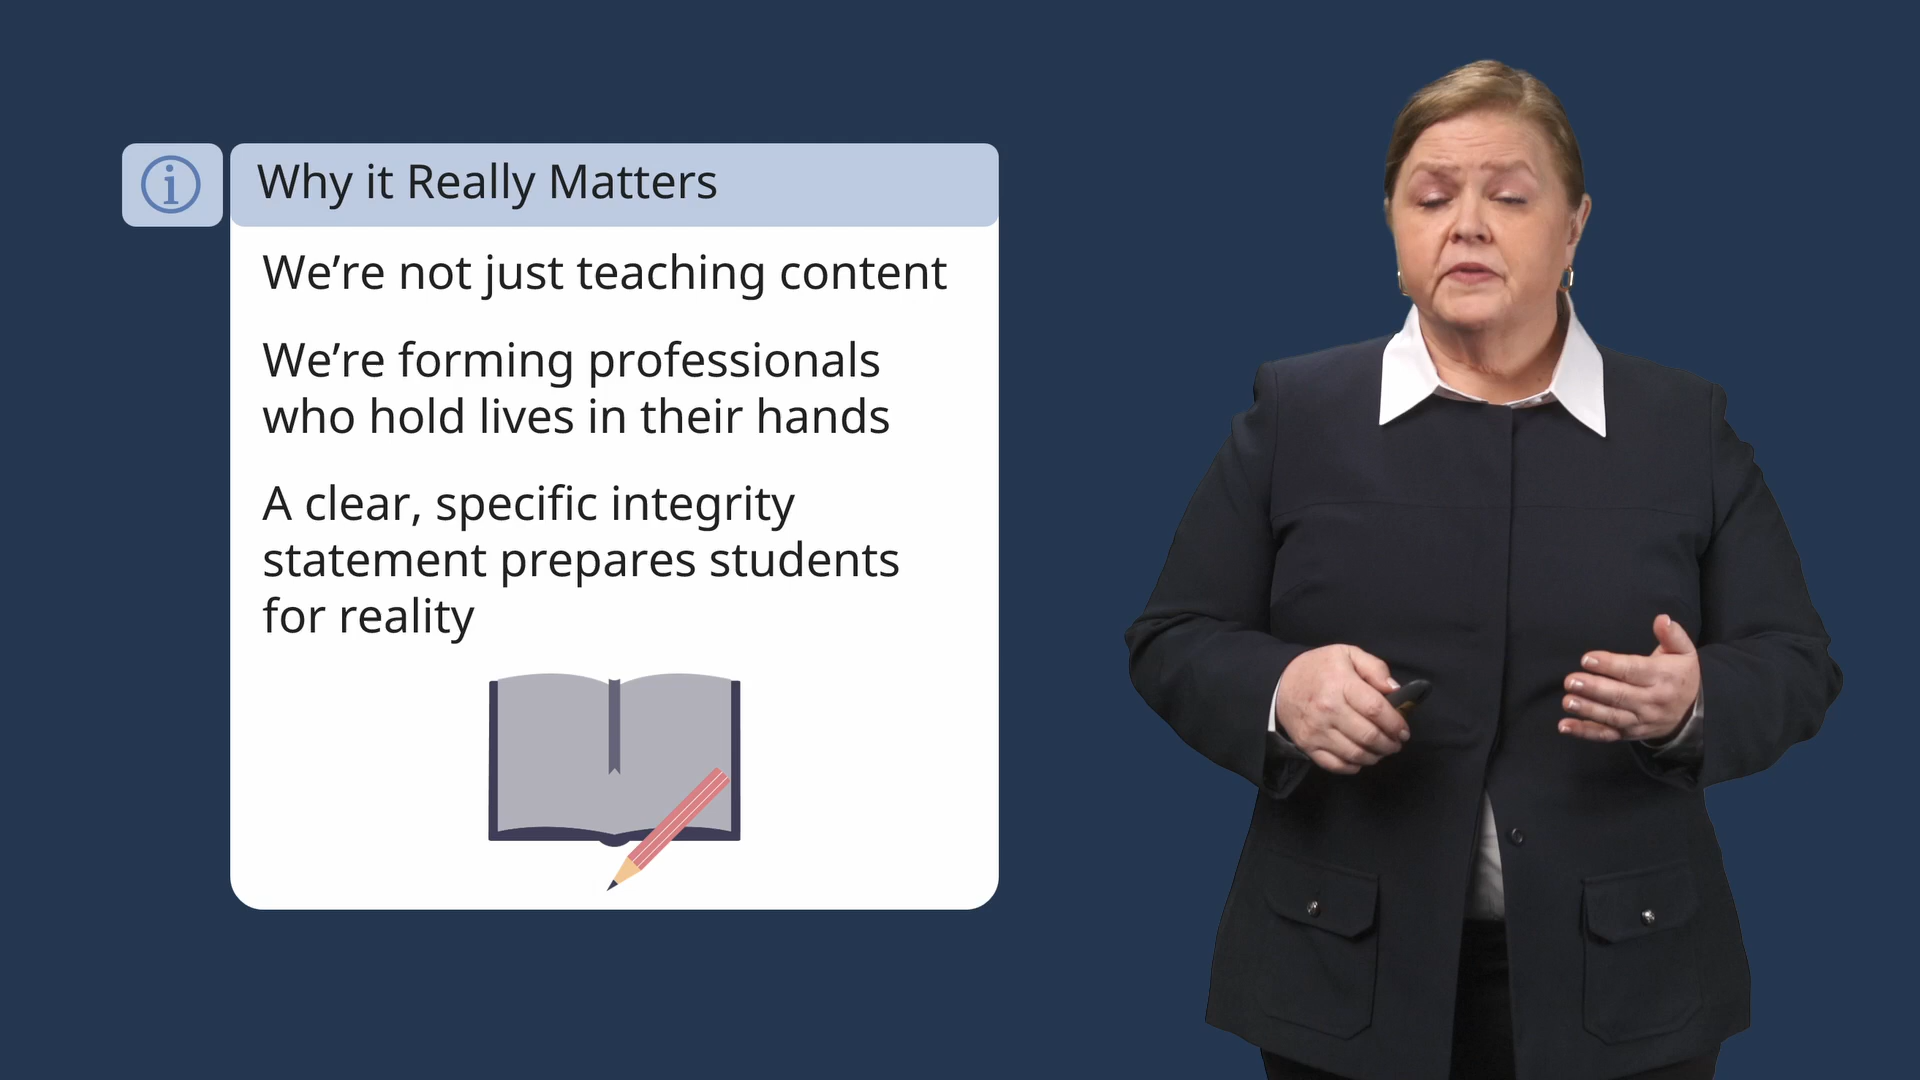 Why it Really Matters
We’re not just teaching content
We’re forming professionals
who hold lives in their hands
A clear, specific integrity
statement prepares students
for reality